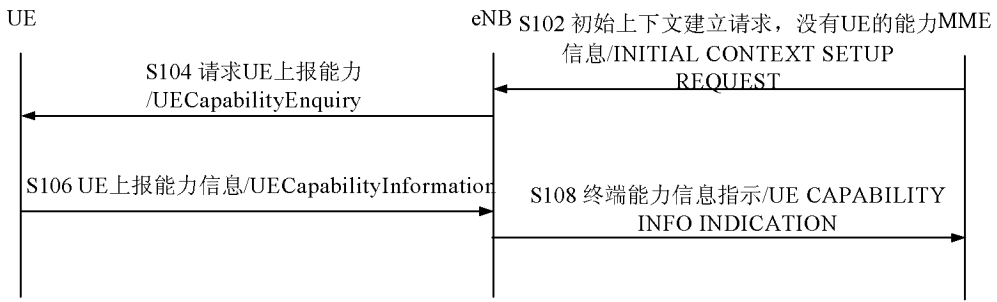 UE
eNB
MME
S102 初始上下文建立请求，没有UE的能力
信息/INITIAL CONTEXT SETUP
REQUEST
S104 请求UE上报能力
/UECapabilityEnquiry
S106 UE上报能力信息/UECapabilityInformation
S108 终端能力信息指示/UE CAPABILITY
INFO INDICATION